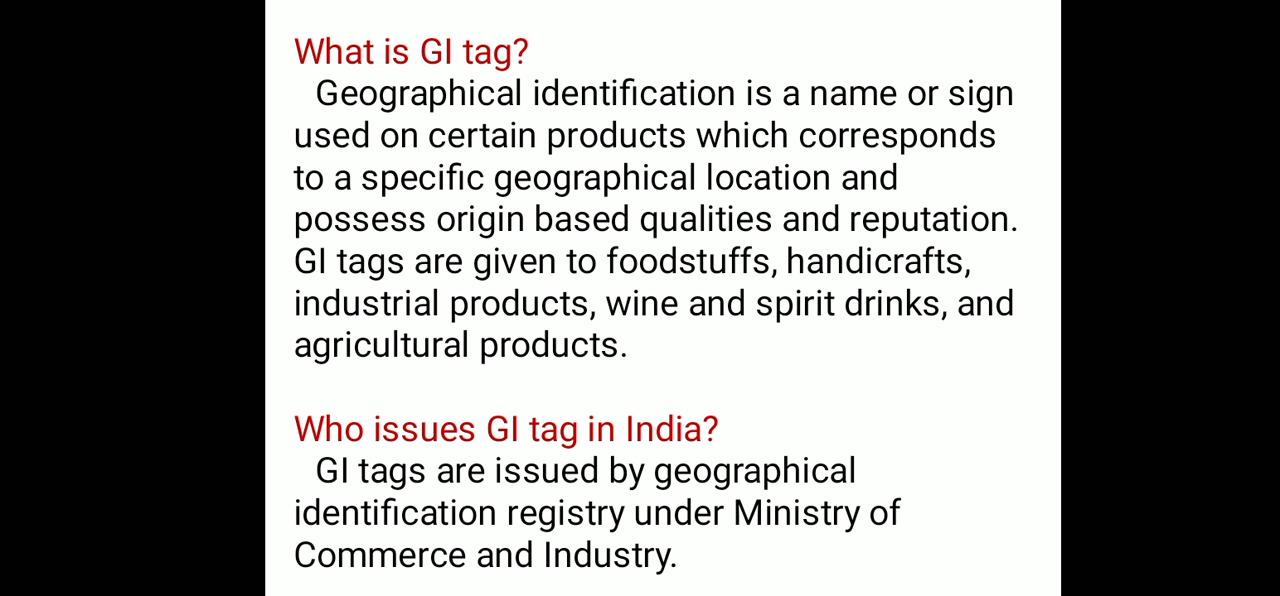 What is GI tag?
Geographical identification is a name or sign
used on certain products which corresponds
to a specific geographical location and
possess origin based qualities and reputation.
GI tags are given to foodstuffs, handicrafts,
industrial products, wine and spirit drinks, and
agricultural products.
Who issues GI tag in India?
GI tags are issued by geographical
identification registry under Ministry of
Commerce and Industry.